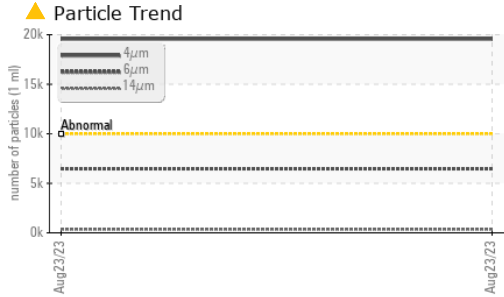 Particle Trend
number of particles (1 ml)
20k
15k
10k
5k
0k
4µm
6µm
14µm
Abnormal
Aug23/23
Aug23/23